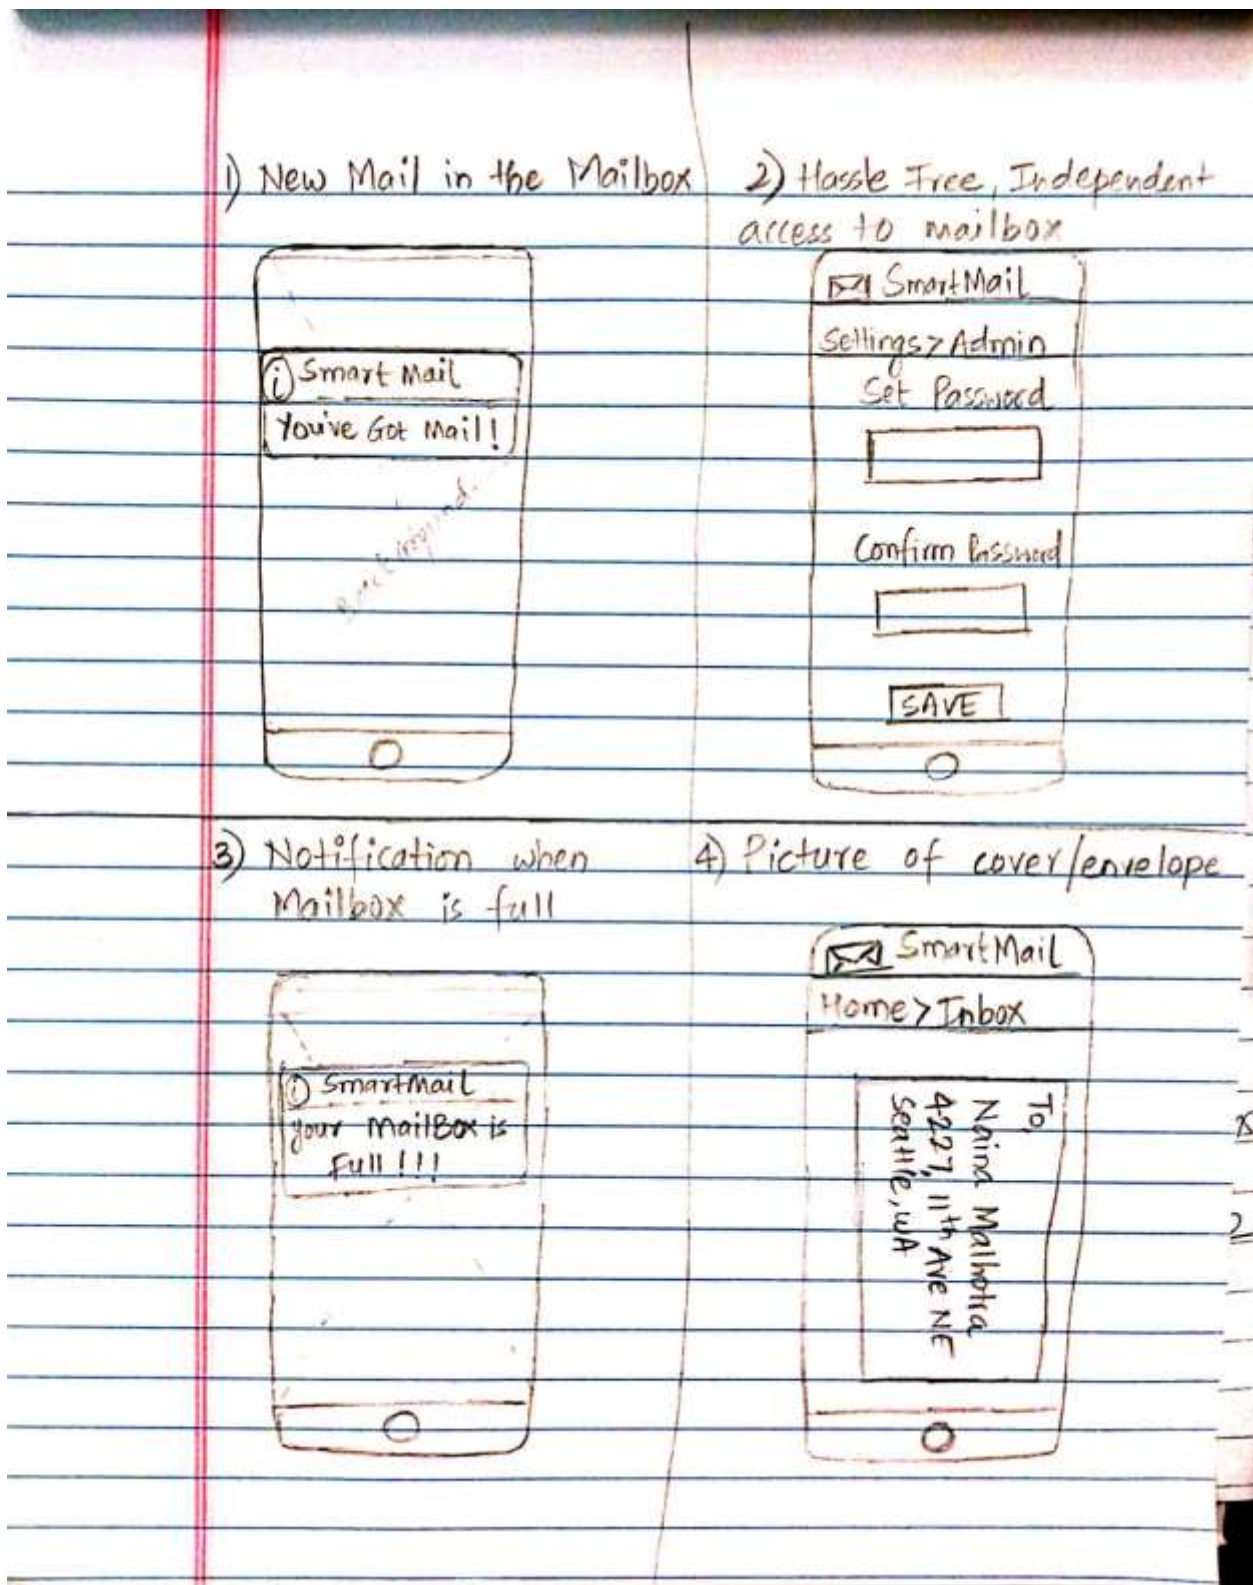 1) New Mail in the Mailbox
i Smart Mail
You've Got Mail!
Background
2) Hassle Free, Independent
access to mailbox
SmartMail
Settings>Admin
Set Password
Confirm Password
SAVE
3) Notification when
Mailbox is full
i SmartMail
your MailBox is
Full!!!
4) Picture of cover/envelope
SmartMail
Home>Inbox
To,
Naina Malhotra
4227, 11th Ave NE
Seattle, WA
2